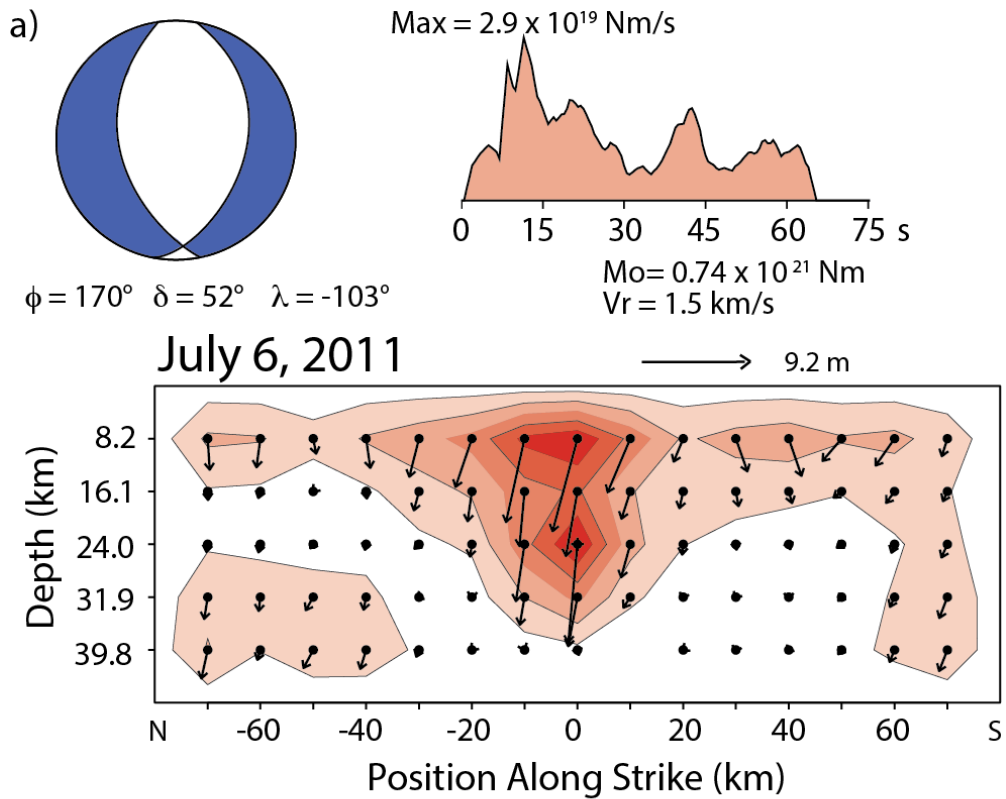 a)
Max = 2.9 x 10¹⁹ Nm/s
0 15 30 45 60 75 s
Mo= 0.74 x 10²¹ Nm
Vr = 1.5 km/s
ϕ = 170° δ = 52° λ = -103°
July 6, 2011
9.2 m
Depth (km)
8.2
16.1
24.0
31.9
39.8
N -60 -40 -20 0 20 40 60 S
Position Along Strike (km)